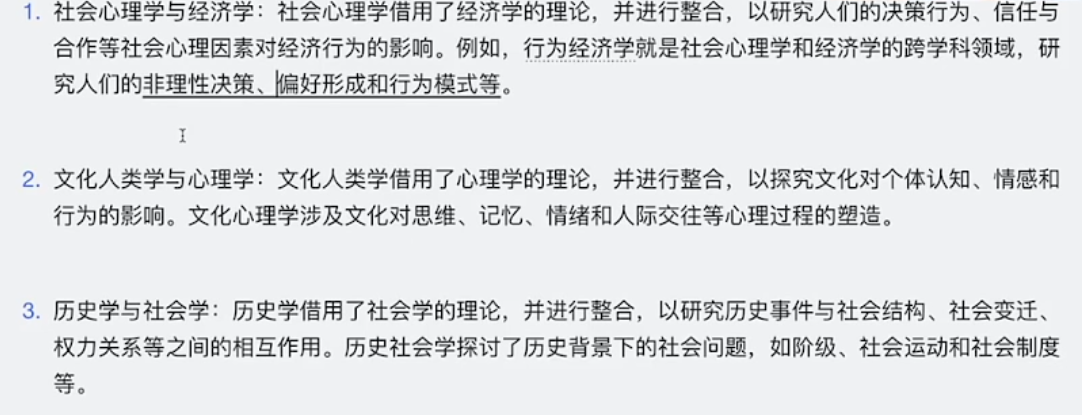 1. 社会心理学与经济学：社会心理学借用了经济学的理论，并进行整合，以研究人们的决策行为、信任与
合作等社会心理因素对经济行为的影响。例如，行为经济学就是社会心理学和经济学的跨学科领域，研
究人们的非理性决策、偏好形成和行为模式等。
2. 文化人类学与心理学：文化人类学借用了心理学的理论，并进行整合，以探究文化对个体认知、情感和
行为的影响。文化心理学涉及文化对思维、记忆、情绪和人际交往等心理过程的塑造。
3. 历史学与社会学：历史学借用了社会学的理论，并进行整合，以研究历史事件与社会结构、社会变迁、
权力关系等之间的相互作用。历史社会学探讨了历史背景下的社会问题，如阶级、社会运动和社会制度
等。